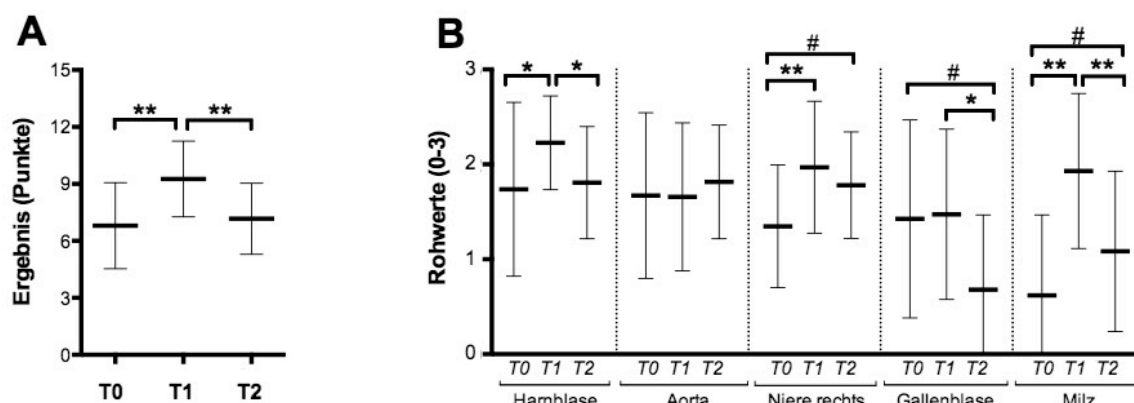 A
Ergebnis (Punkte)
15
12
9
6
3
0
** **
T0 T1 T2
B
Rohwerte (0-3)
3
2
1
0
* *
#
**
#
*
#
** **
T0 T1 T2 T0 T1 T2 T0 T1 T2 T0 T1 T2 T0 T1 T2
Harnblase Aorta Niere rechts Gallenblase Milz